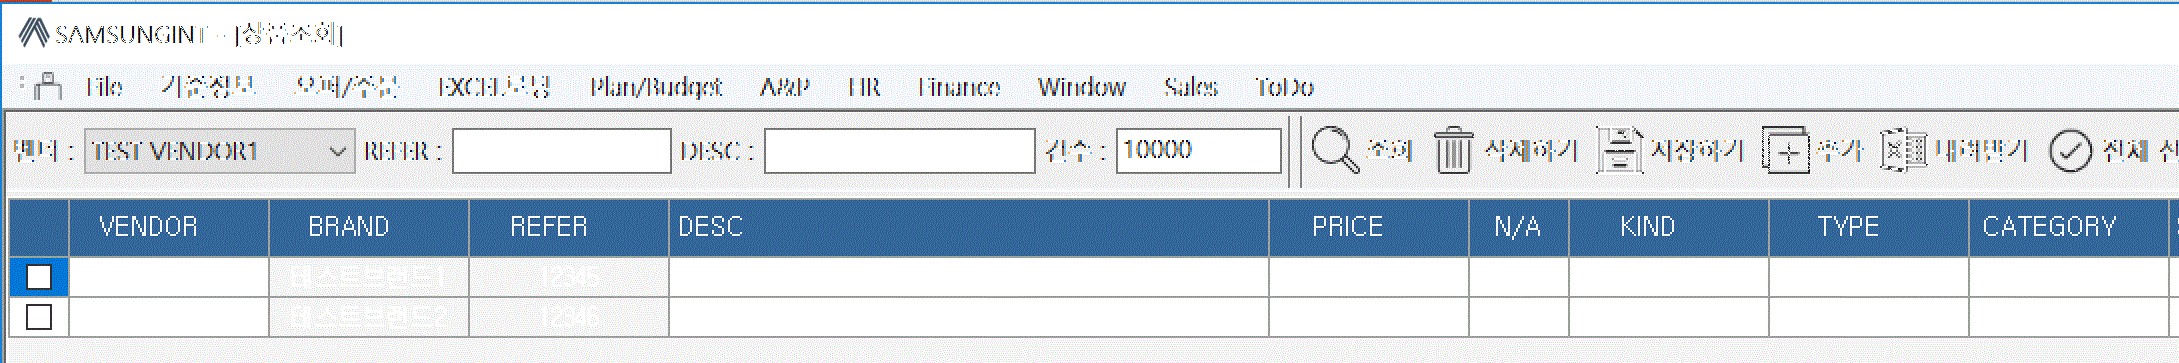 SAMSUNGINT - [상품조회]
File 기준정보 오퍼/주문 EXCEL로딩 Plan/Budget A&P HR Finance Window Sales ToDo
벤더 : TEST VENDOR1 REFER : DESC : 건수 : 10000 조회 삭제하기 저장하기 추가 내려받기 전체
VENDOR BRAND REFER DESC PRICE N/A KIND TYPE CATEGORY
테스트브랜드1 12345
테스트브랜드2 12346